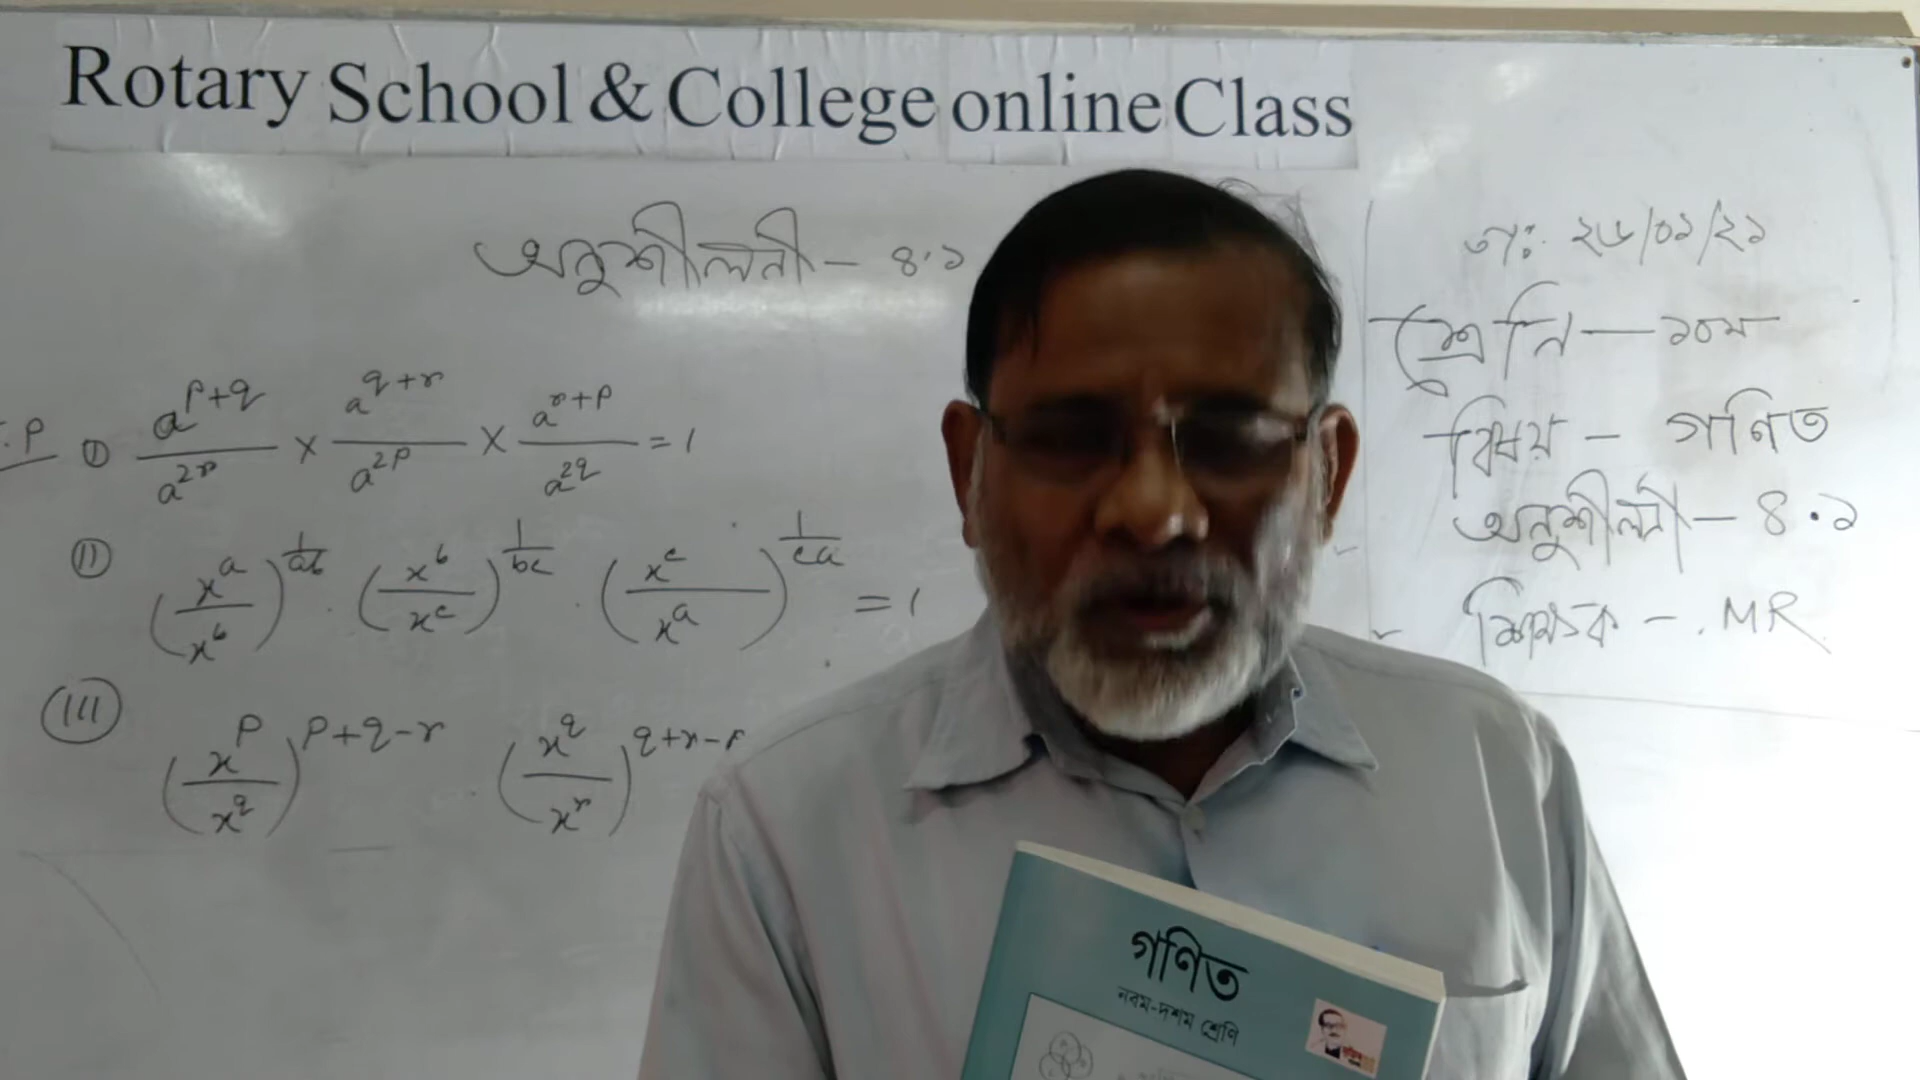 Rotary School & College online Class
অনুশীলনী – ৪.১
.P (i) a^(p+q)/a^(2r) × a^(q+r)/a^(2p) × a^(r+p)/a^(2q) = 1
(ii) (x^a/x^b)^(1/ab) . (x^b/x^c)^(1/bc) . (x^c/x^a)^(1/ca) = 1
(iii) (x^p/x^q)^(p+q-r) . (x^q/x^r)^(q+r-p)
তাং: ২৬/০১/২১
শ্রেনি – ১০ম
বিষয় – গণিত
অনুশীলনী – ৪.১
শিক্ষক – MR
গণিত
নবম-দশম শ্রেণি